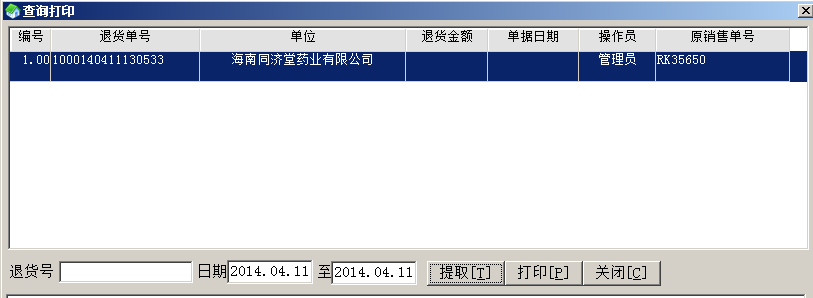 查询打印
编号 退货单号 单位 退货金额 单据日期 操作员 原销售单号
1.00 1000140411130533 海南同济堂药业有限公司 管理员 RK35650
退货号 日期 2014.04.11 至 2014.04.11 提取[T] 打印[P] 关闭[C]